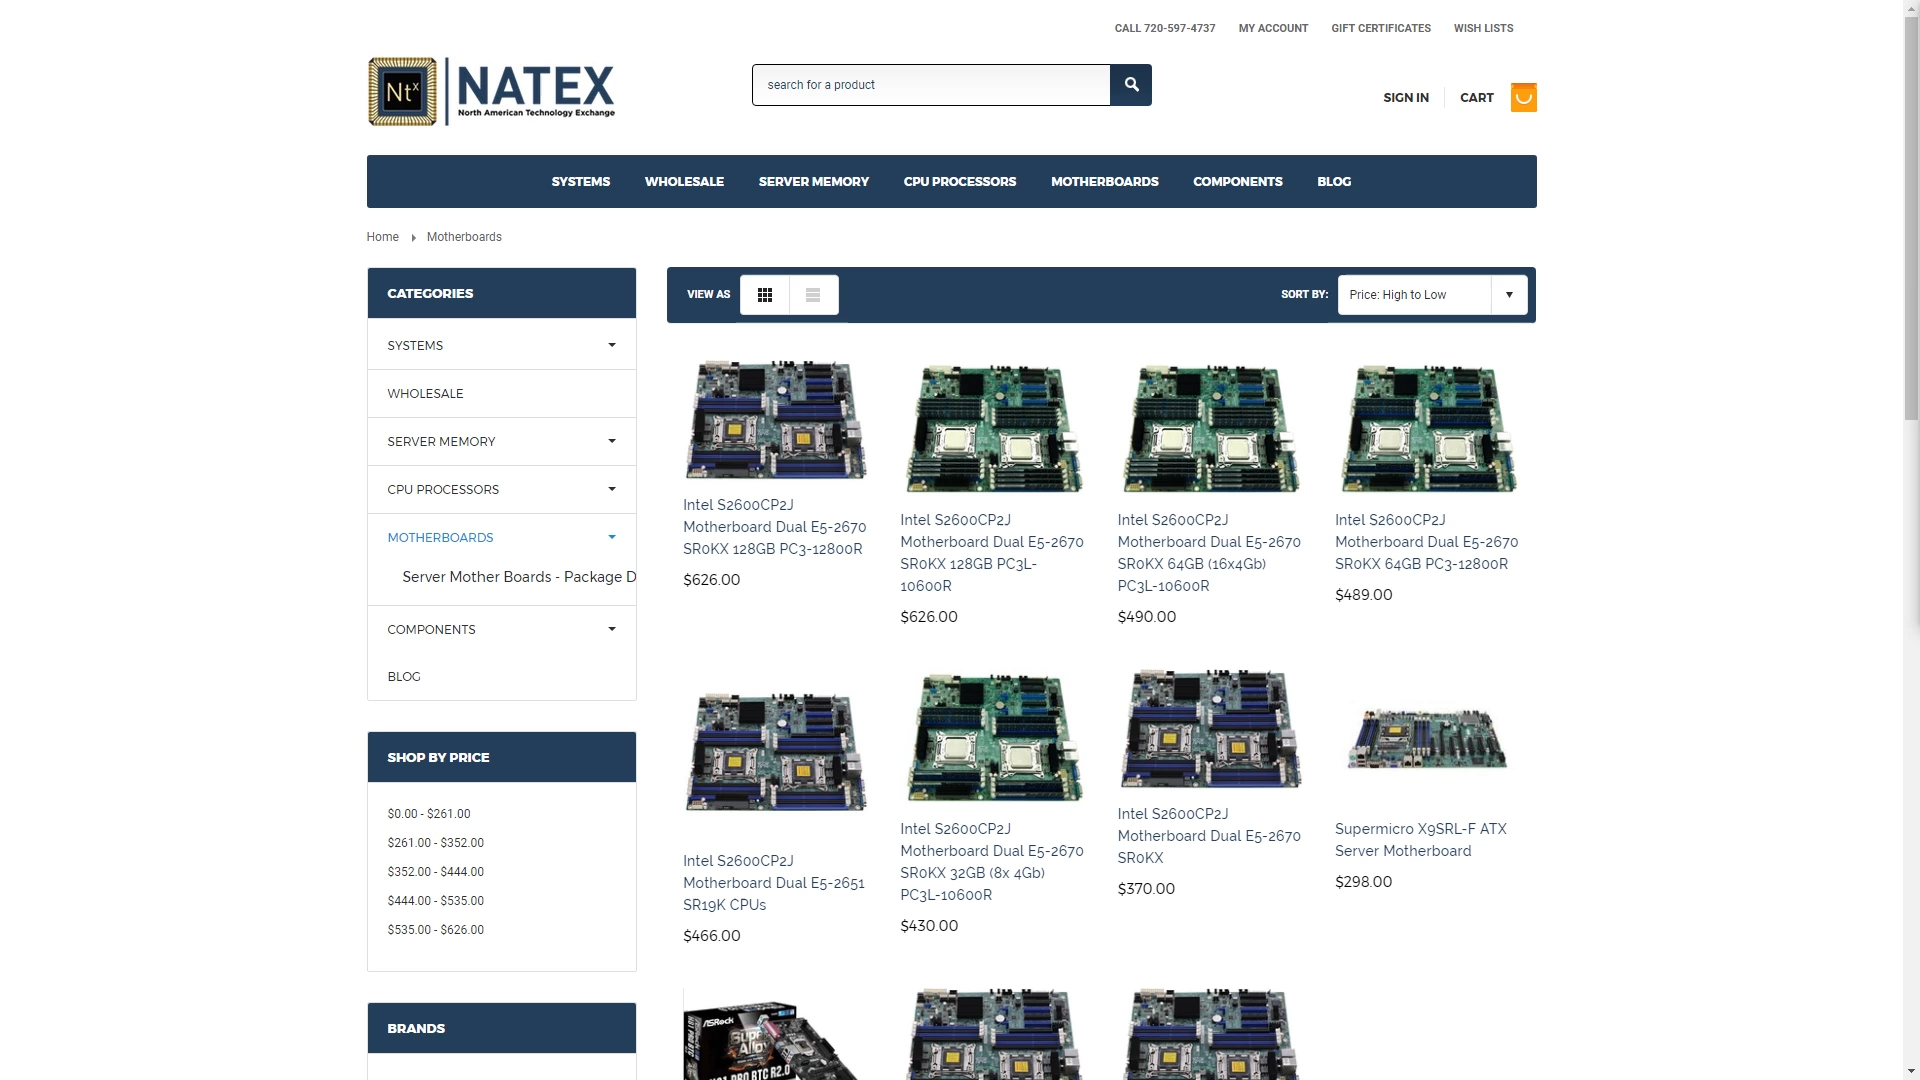 CALL 720-597-4737 MY ACCOUNT GIFT CERTIFICATES WISH LISTS
Ntx NATEX
North American Technology Exchange
search for a product
SIGN IN CART
SYSTEMS WHOLESALE SERVER MEMORY CPU PROCESSORS MOTHERBOARDS COMPONENTS BLOG
Home Motherboards
CATEGORIES
SYSTEMS
WHOLESALE
SERVER MEMORY
CPU PROCESSORS
MOTHERBOARDS
Server Mother Boards - Package D
COMPONENTS
BLOG
SHOP BY PRICE
$0.00 - $261.00
$261.00 - $352.00
$352.00 - $444.00
$444.00 - $535.00
$535.00 - $626.00
BRANDS
VIEW AS
SORT BY: Price: High to Low
Intel S2600CP2J
Motherboard Dual E5-2670
SR0KX 128GB PC3-12800R
$626.00
Intel S2600CP2J
Motherboard Dual E5-2670
SR0KX 128GB PC3L-
10600R
$626.00
Intel S2600CP2J
Motherboard Dual E5-2670
SR0KX 64GB (16x4Gb)
PC3L-10600R
$490.00
Intel S2600CP2J
Motherboard Dual E5-2670
SR0KX 64GB PC3-12800R
$489.00
Intel S2600CP2J
Motherboard Dual E5-2651
SR19K CPUs
$466.00
Intel S2600CP2J
Motherboard Dual E5-2670
SR0KX 32GB (8x 4Gb)
PC3L-10600R
$430.00
Intel S2600CP2J
Motherboard Dual E5-2670
SR0KX
$370.00
Supermicro X9SRL-F ATX
Server Motherboard
$298.00
ASRock
Super
Alloy
PRO BTC R2.0